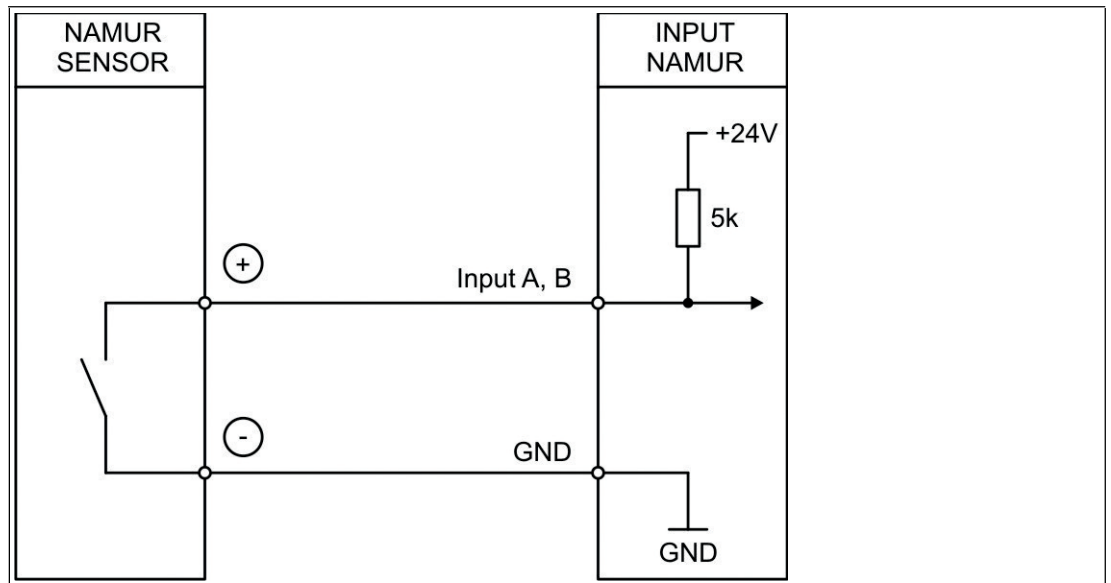 NAMUR
SENSOR
INPUT
NAMUR
+24V
5k
+
Input A, B
-
GND
GND